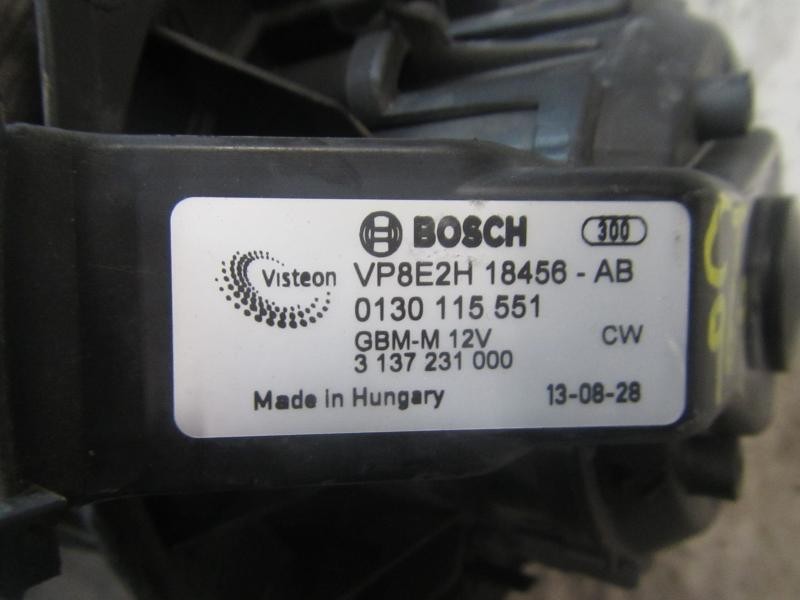 BOSCH 300
Visteon VP8E2H 18456 - AB
0130 115 551
GBM-M 12V CW
3 137 231 000
Made in Hungary 13-08-28